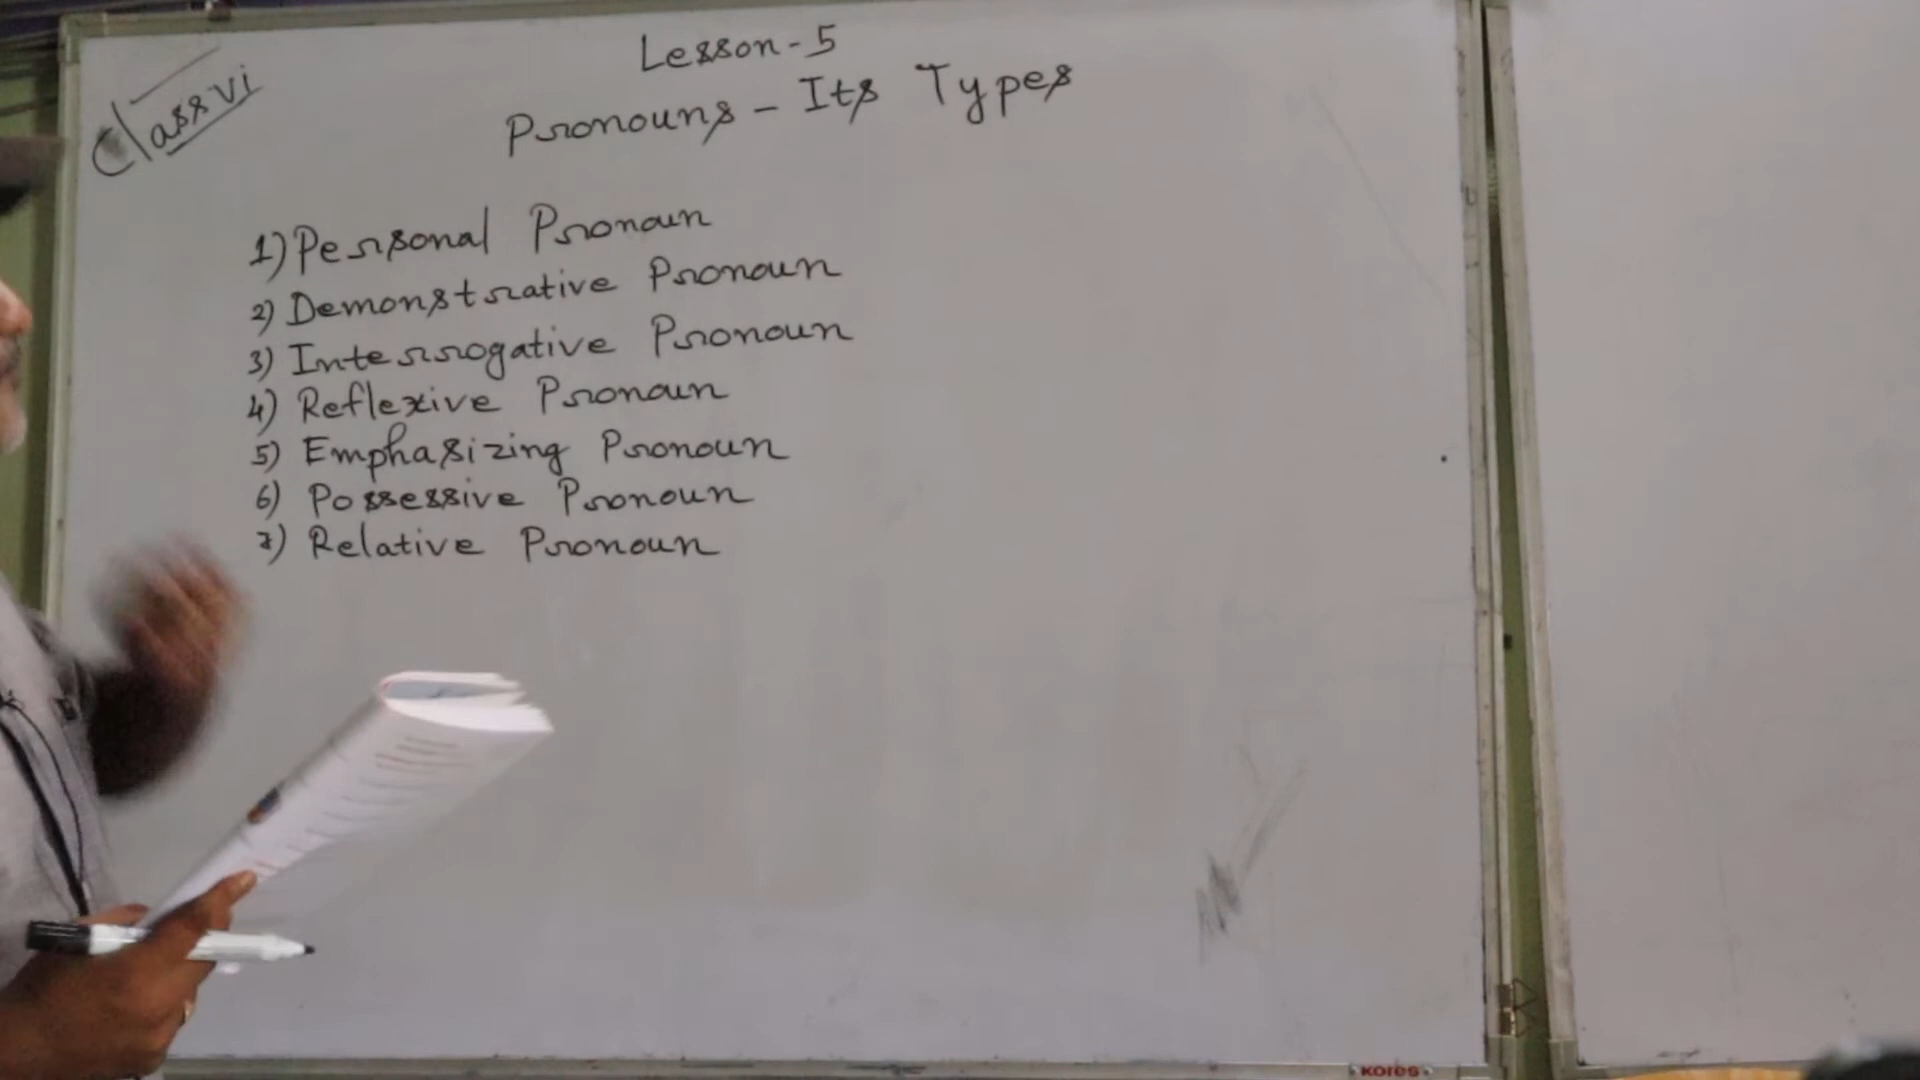 Class VI
Lesson-5
Pronouns - Its Types
1) Personal Pronoun
2) Demonstrative Pronoun
3) Interrogative Pronoun
4) Reflexive Pronoun
5) Emphasizing Pronoun
6) Possessive Pronoun
7) Relative Pronoun
KORES